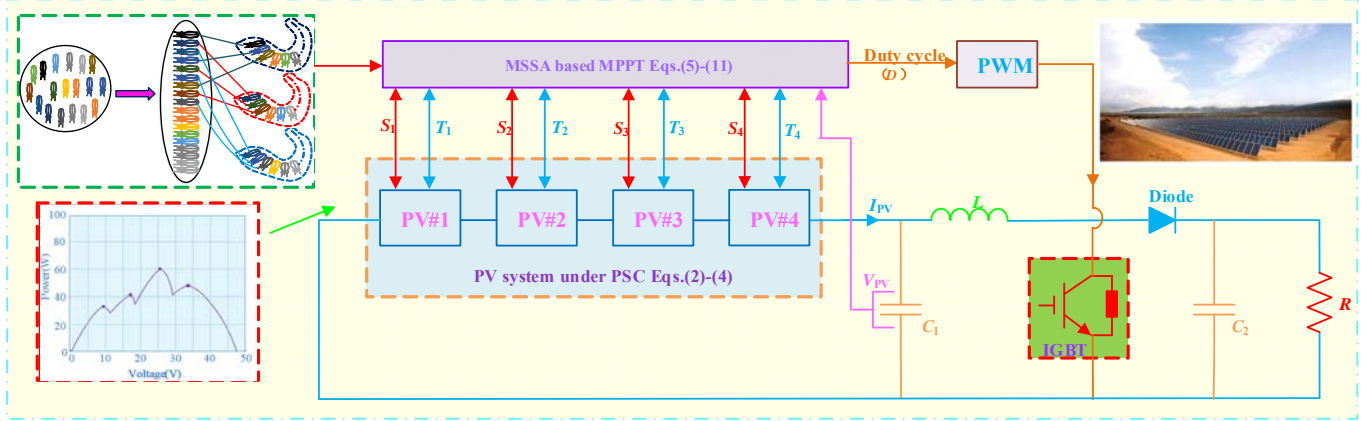 MSSA based MPPT Eqs.(5)-(11)
Duty cycle
(D)
PWM
S1
T1
S2
T2
S3
T3
S4
T4
PV#1
PV#2
PV#3
PV#4
PV system under PSC Eqs.(2)-(4)
IPV
L
Diode
VPV
C1
IGBT
C2
R
100
80
60
40
20
0
Power(W)
0
10
20
30
40
50
Voltage(V)